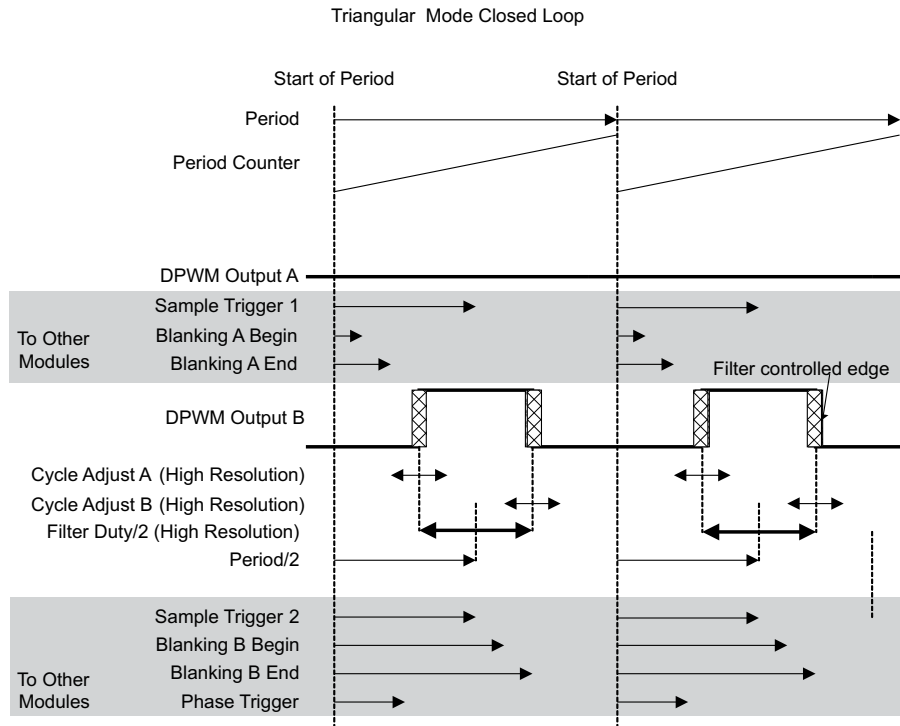 Triangular Mode Closed Loop
Start of Period
Start of Period
Period
Period Counter
DPWM Output A
Sample Trigger 1
To Other
Modules
Blanking A Begin
Blanking A End
Filter controlled edge
DPWM Output B
Cycle Adjust A (High Resolution)
Cycle Adjust B (High Resolution)
Filter Duty/2 (High Resolution)
Period/2
Sample Trigger 2
Blanking B Begin
Blanking B End
To Other
Modules
Phase Trigger